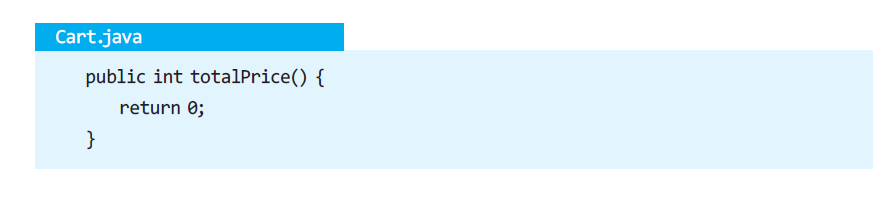 Cart.java
public int totalPrice() {
return 0;
}